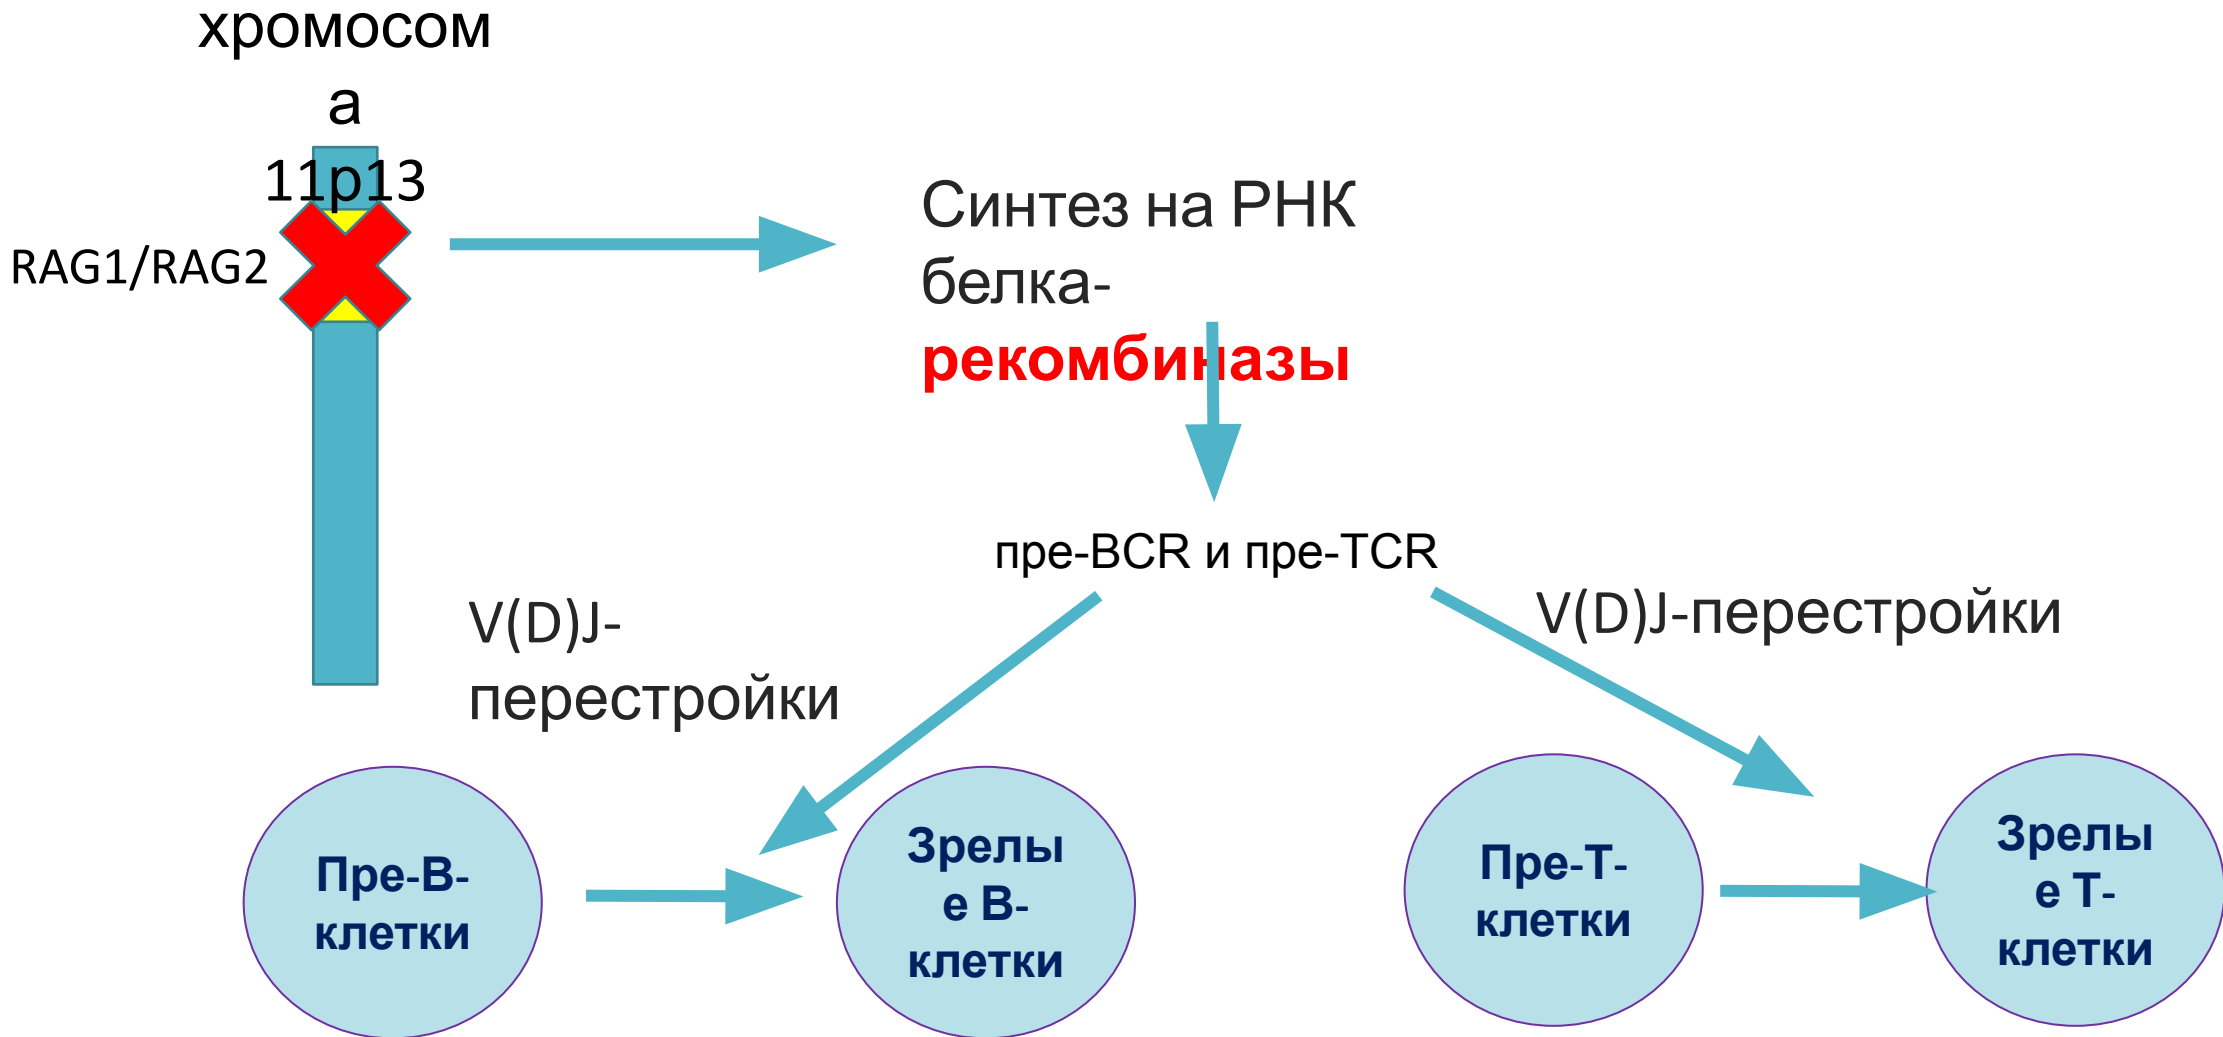 хромосом
а
11p13
RAG1/RAG2
Синтез на РНК
белка-
рекомбиназы
пре-BCR и пре-TCR
V(D)J-
перестройки
V(D)J-перестройки
Пре-В-
клетки
Зрелы
е В-
клетки
Пре-Т-
клетки
Зрелы
е Т-
клетки